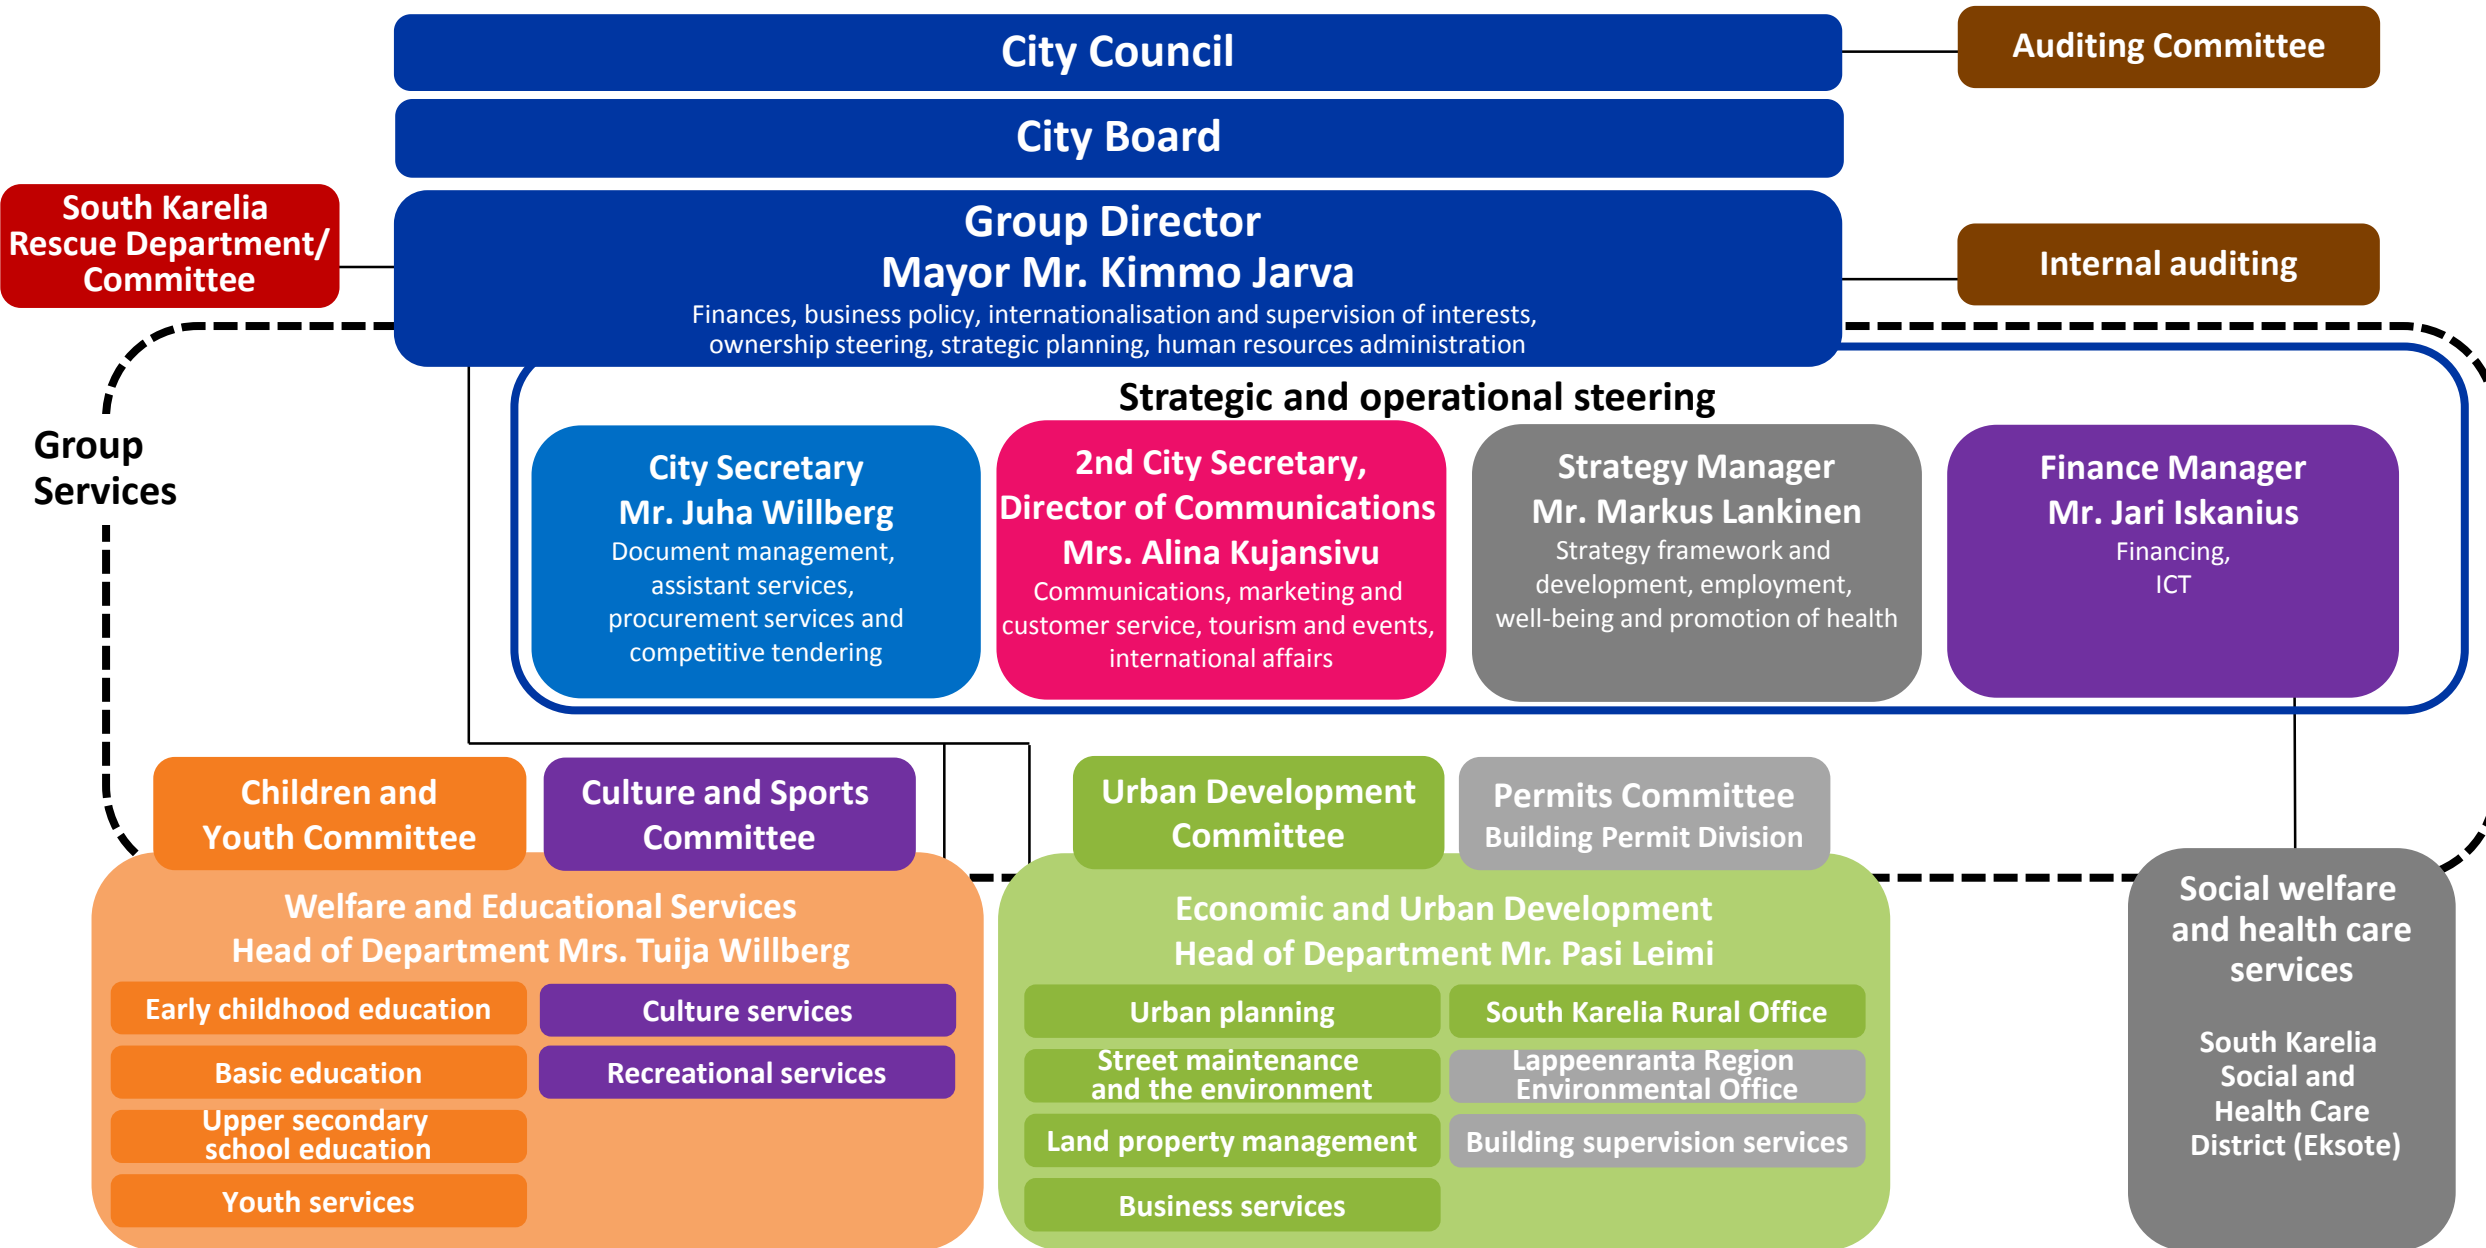 City Council
Auditing Committee
City Board
South Karelia
Rescue Department/
Committee
Group Director
Mayor Mr. Kimmo Jarva
Finances, business policy, internationalisation and supervision of interests,
ownership steering, strategic planning, human resources administration
Internal auditing
Group
Services
Strategic and operational steering
City Secretary
Mr. Juha Willberg
Document management,
assistant services,
procurement services and
competitive tendering
2nd City Secretary,
Director of Communications
Mrs. Alina Kujansivu
Communications, marketing and
customer service, tourism and events,
international affairs
Strategy Manager
Mr. Markus Lankinen
Strategy framework and
development, employment,
well-being and promotion of health
Finance Manager
Mr. Jari Iskanius
Financing,
ICT
Children and
Youth Committee
Culture and Sports
Committee
Welfare and Educational Services
Head of Department Mrs. Tuija Willberg
Early childhood education
Basic education
Upper secondary
school education
Youth services
Culture services
Recreational services
Urban Development
Committee
Permits Committee
Building Permit Division
Economic and Urban Development
Head of Department Mr. Pasi Leimi
Urban planning
Street maintenance
and the environment
Land property management
Business services
South Karelia Rural Office
Lappeenranta Region
Environmental Office
Building supervision services
Social welfare
and health care
services
South Karelia
Social and
Health Care
District (Eksote)